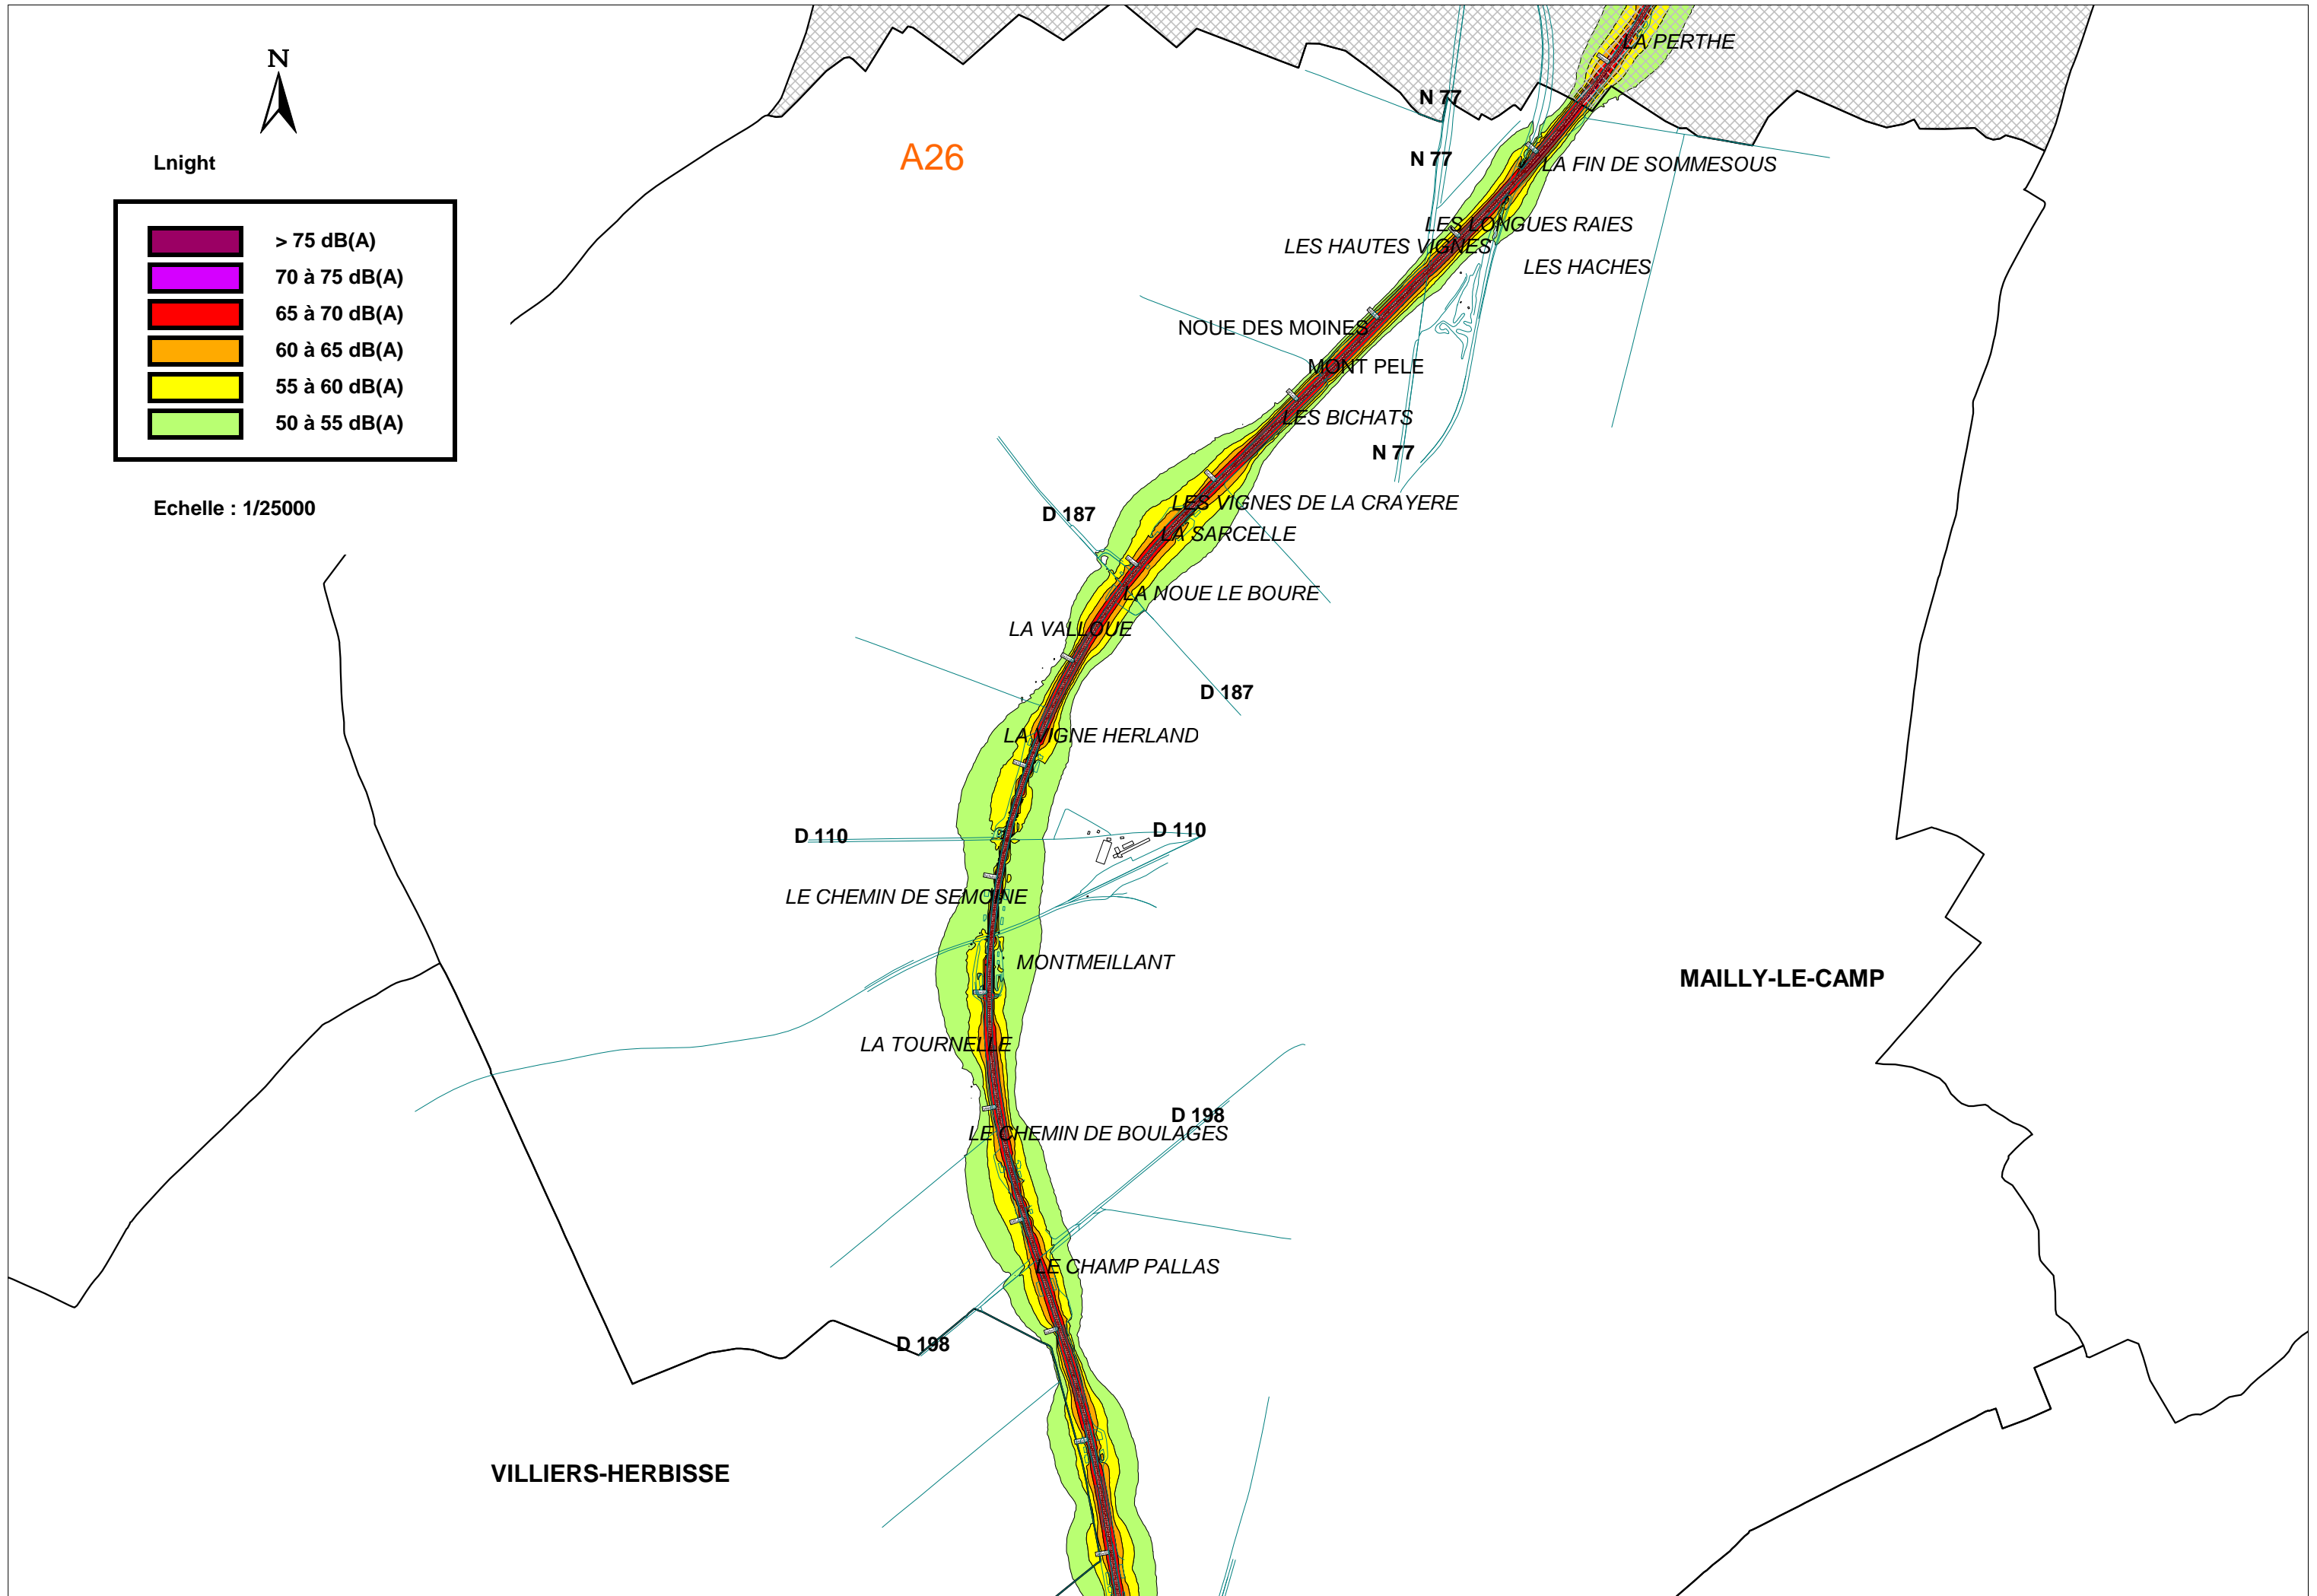 LA PERTHE
N
N 77
A26
N 77
Lnight
LA FIN DE SOMMESOUS
LES LONGUES RAIES
> 75 dB(A)
LES HAUTES VIGNES
LES HACHES
70 à 75 dB(A)
65 à 70 dB(A)
NOUE DES MOINES
60 à 65 dB(A)
MONT PELE
55 à 60 dB(A)
LES BICHATS
50 à 55 dB(A)
N 77
LES VIGNES DE LA CRAYERE
Echelle : 1/25000
D 187
LA SARCELLE
LA NOUE LE BOURE
LA VALLOUE
D 187
LA VIGNE HERLAND
D 110
D 110
LE CHEMIN DE SEMOINE
MONTMEILLANT
MAILLY-LE-CAMP
LA TOURNELLE
D 198
LE CHEMIN DE BOULAGES
LE CHAMP PALLAS
D 198
VILLIERS-HERBISSE